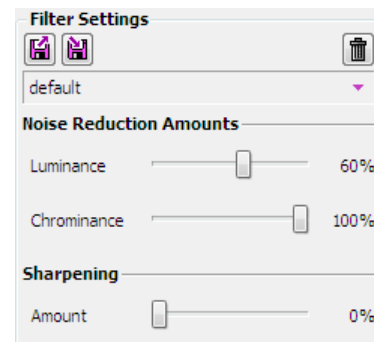 Filter Settings
default
Noise Reduction Amounts
Luminance 60%
Chrominance 100%
Sharpening
Amount 0%